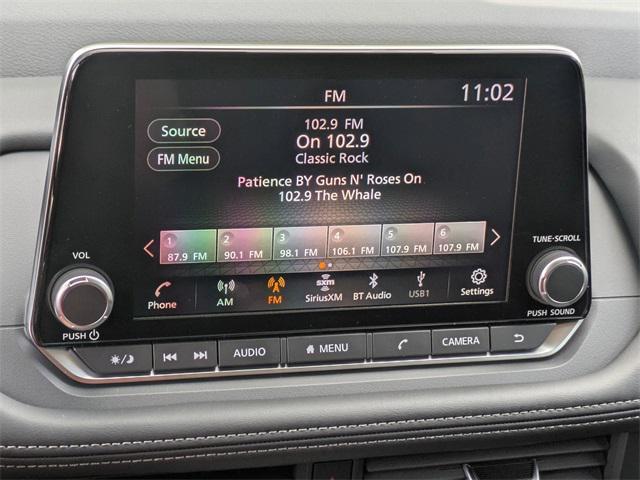 FM
11:02
Source
102.9 FM
On 102.9
Classic Rock
FM Menu
Patience BY Guns N' Roses On
102.9 The Whale
1 2 3 4 5 6
87.9 FM 90.1 FM 98.1 FM 106.1 FM 107.9 FM 107.9 FM
Phone AM FM sxm SiriusXM BT Audio USB1 Settings
VOL
PUSH
TUNE·SCROLL
PUSH SOUND
AUDIO MENU CAMERA